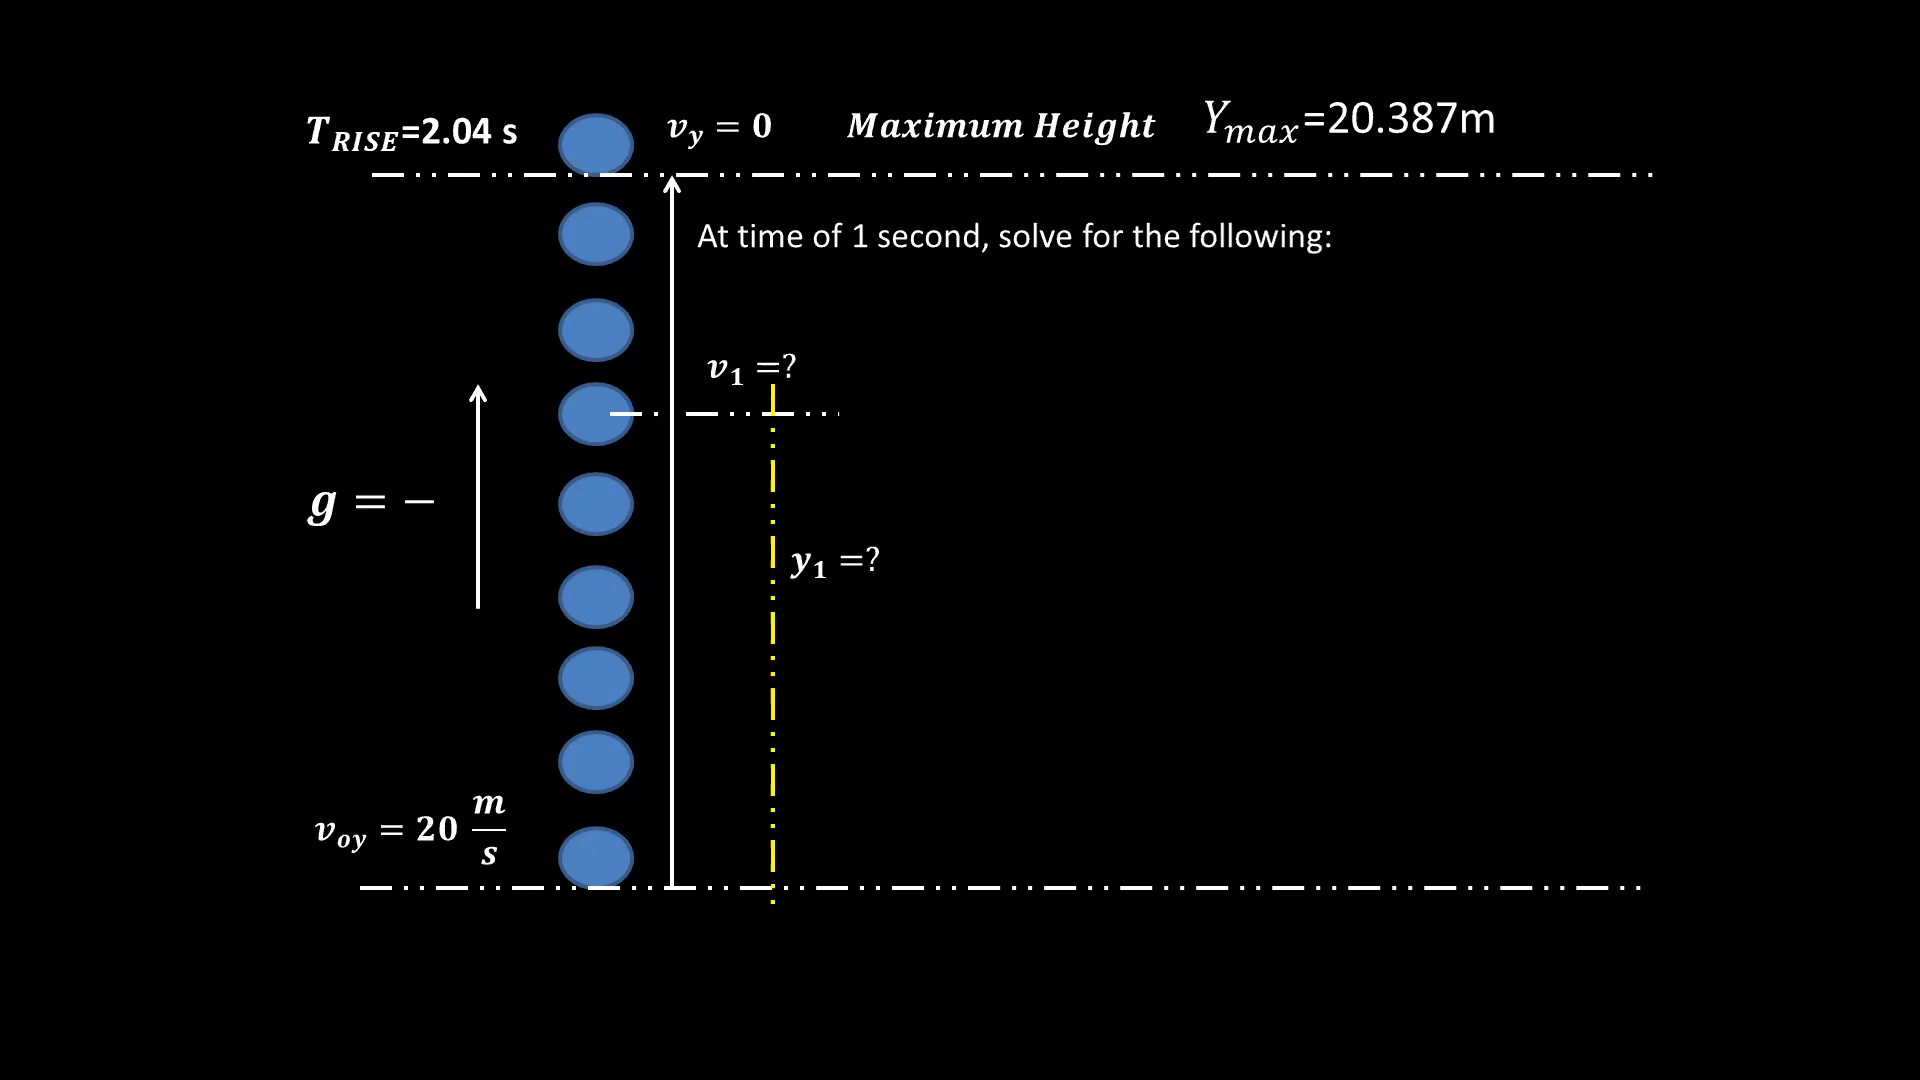 T_RISE=2.04 s v_y = 0 Maximum Height Y_max=20.387m
At time of 1 second, solve for the following:
v_1 =?
g = −
y_1 =?
v_oy = 20 m/s